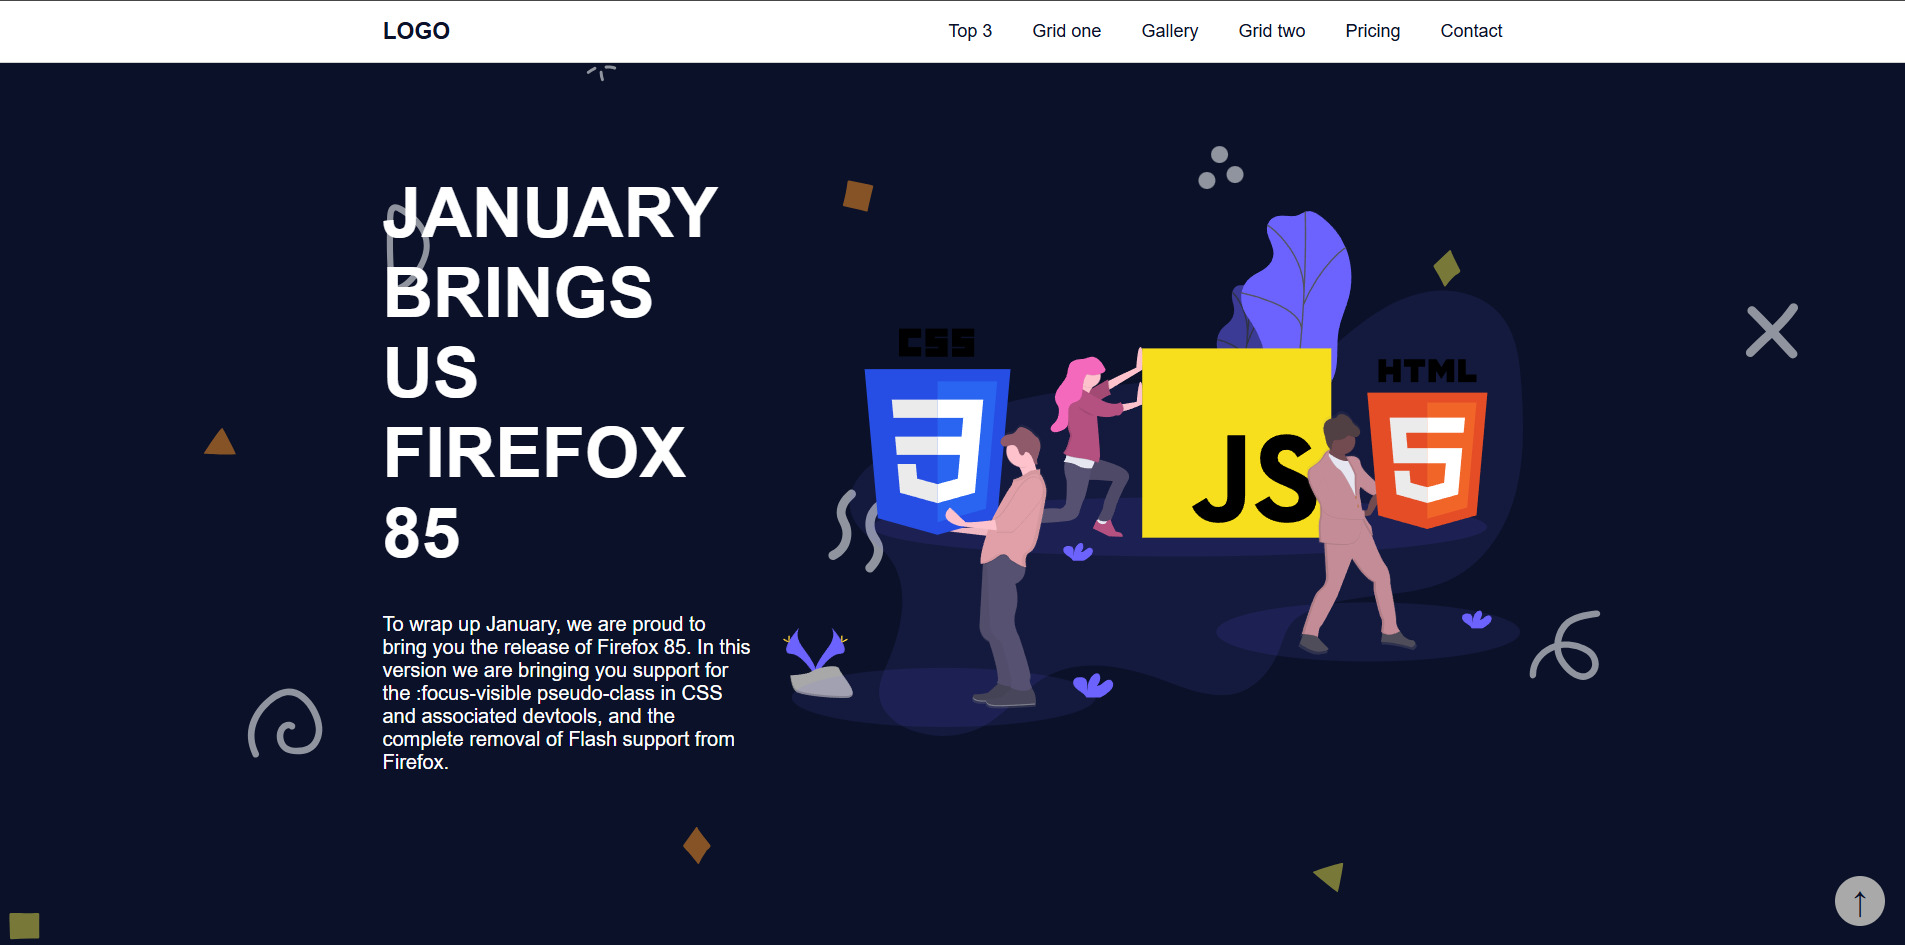 LOGO
Top 3 Grid one Gallery Grid two Pricing Contact
JANUARY
BRINGS
US
FIREFOX
85
To wrap up January, we are proud to
bring you the release of Firefox 85. In this
version we are bringing you support for
the :focus-visible pseudo-class in CSS
and associated devtools, and the
complete removal of Flash support from
Firefox.
CSS
3
JS
HTML
5
↑